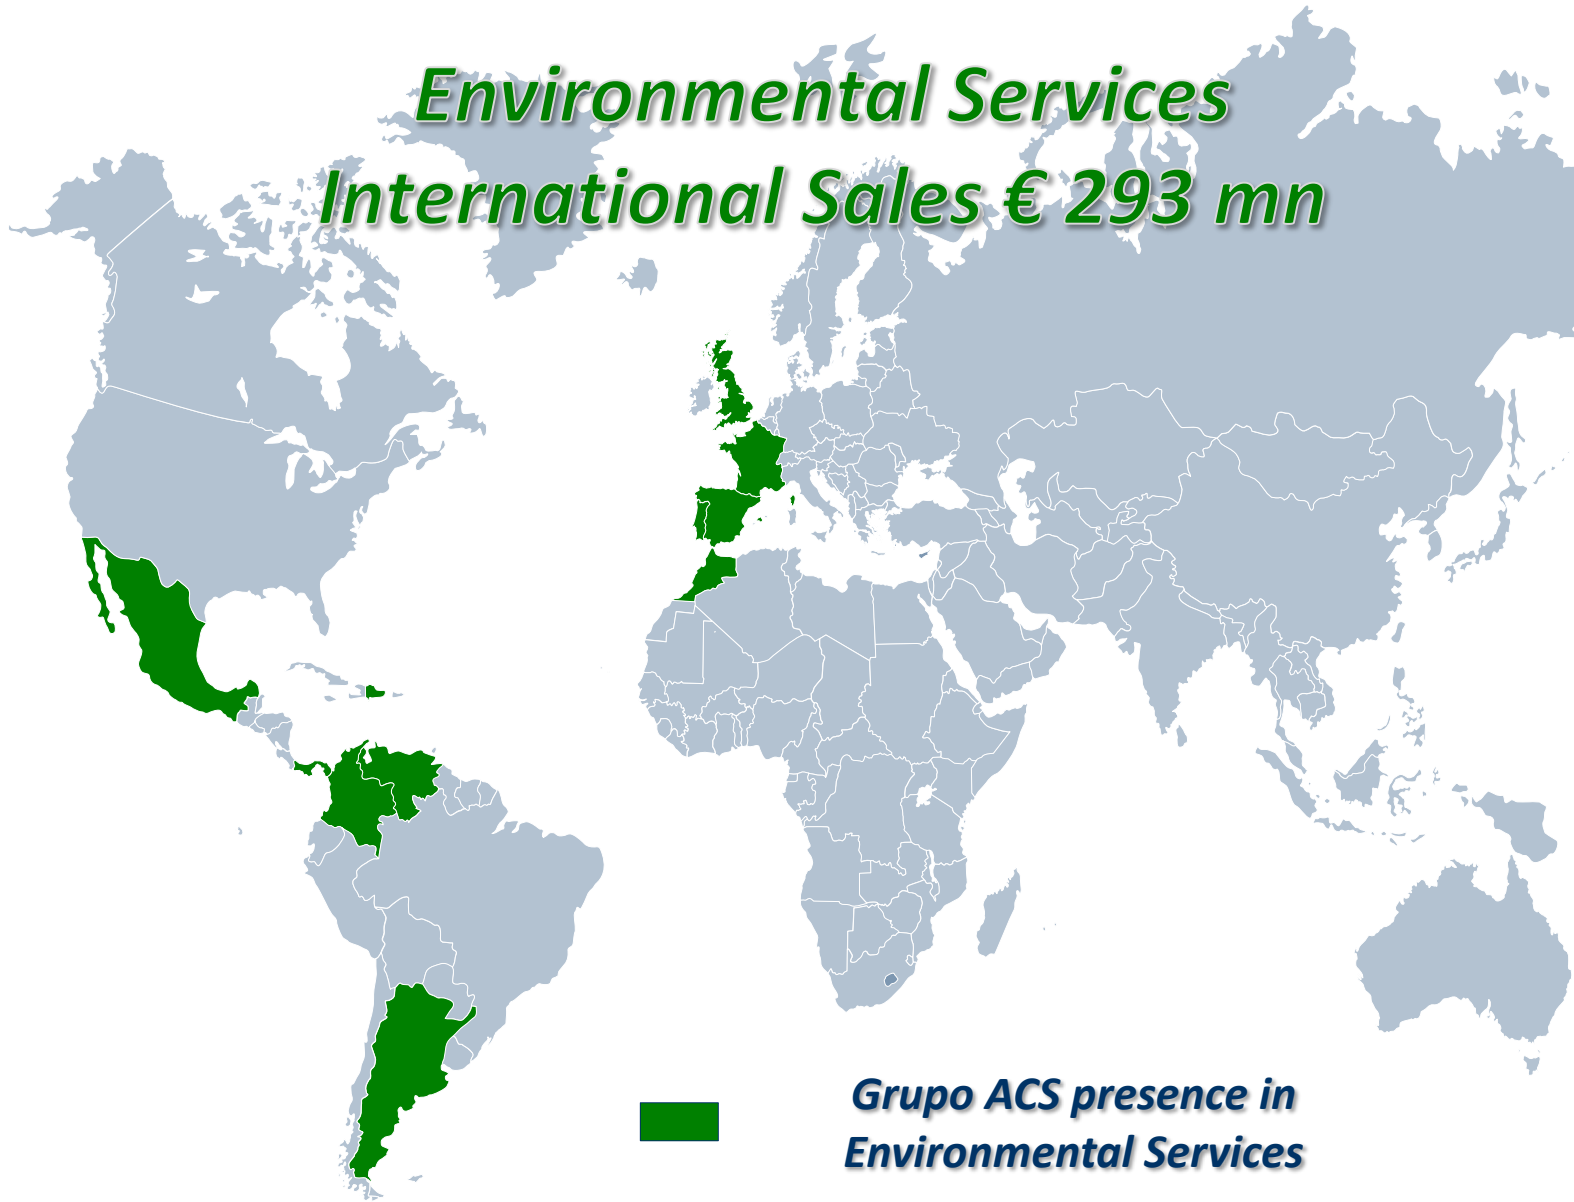 Environmental Services
International Sales € 293 mn
Grupo ACS presence in
Environmental Services